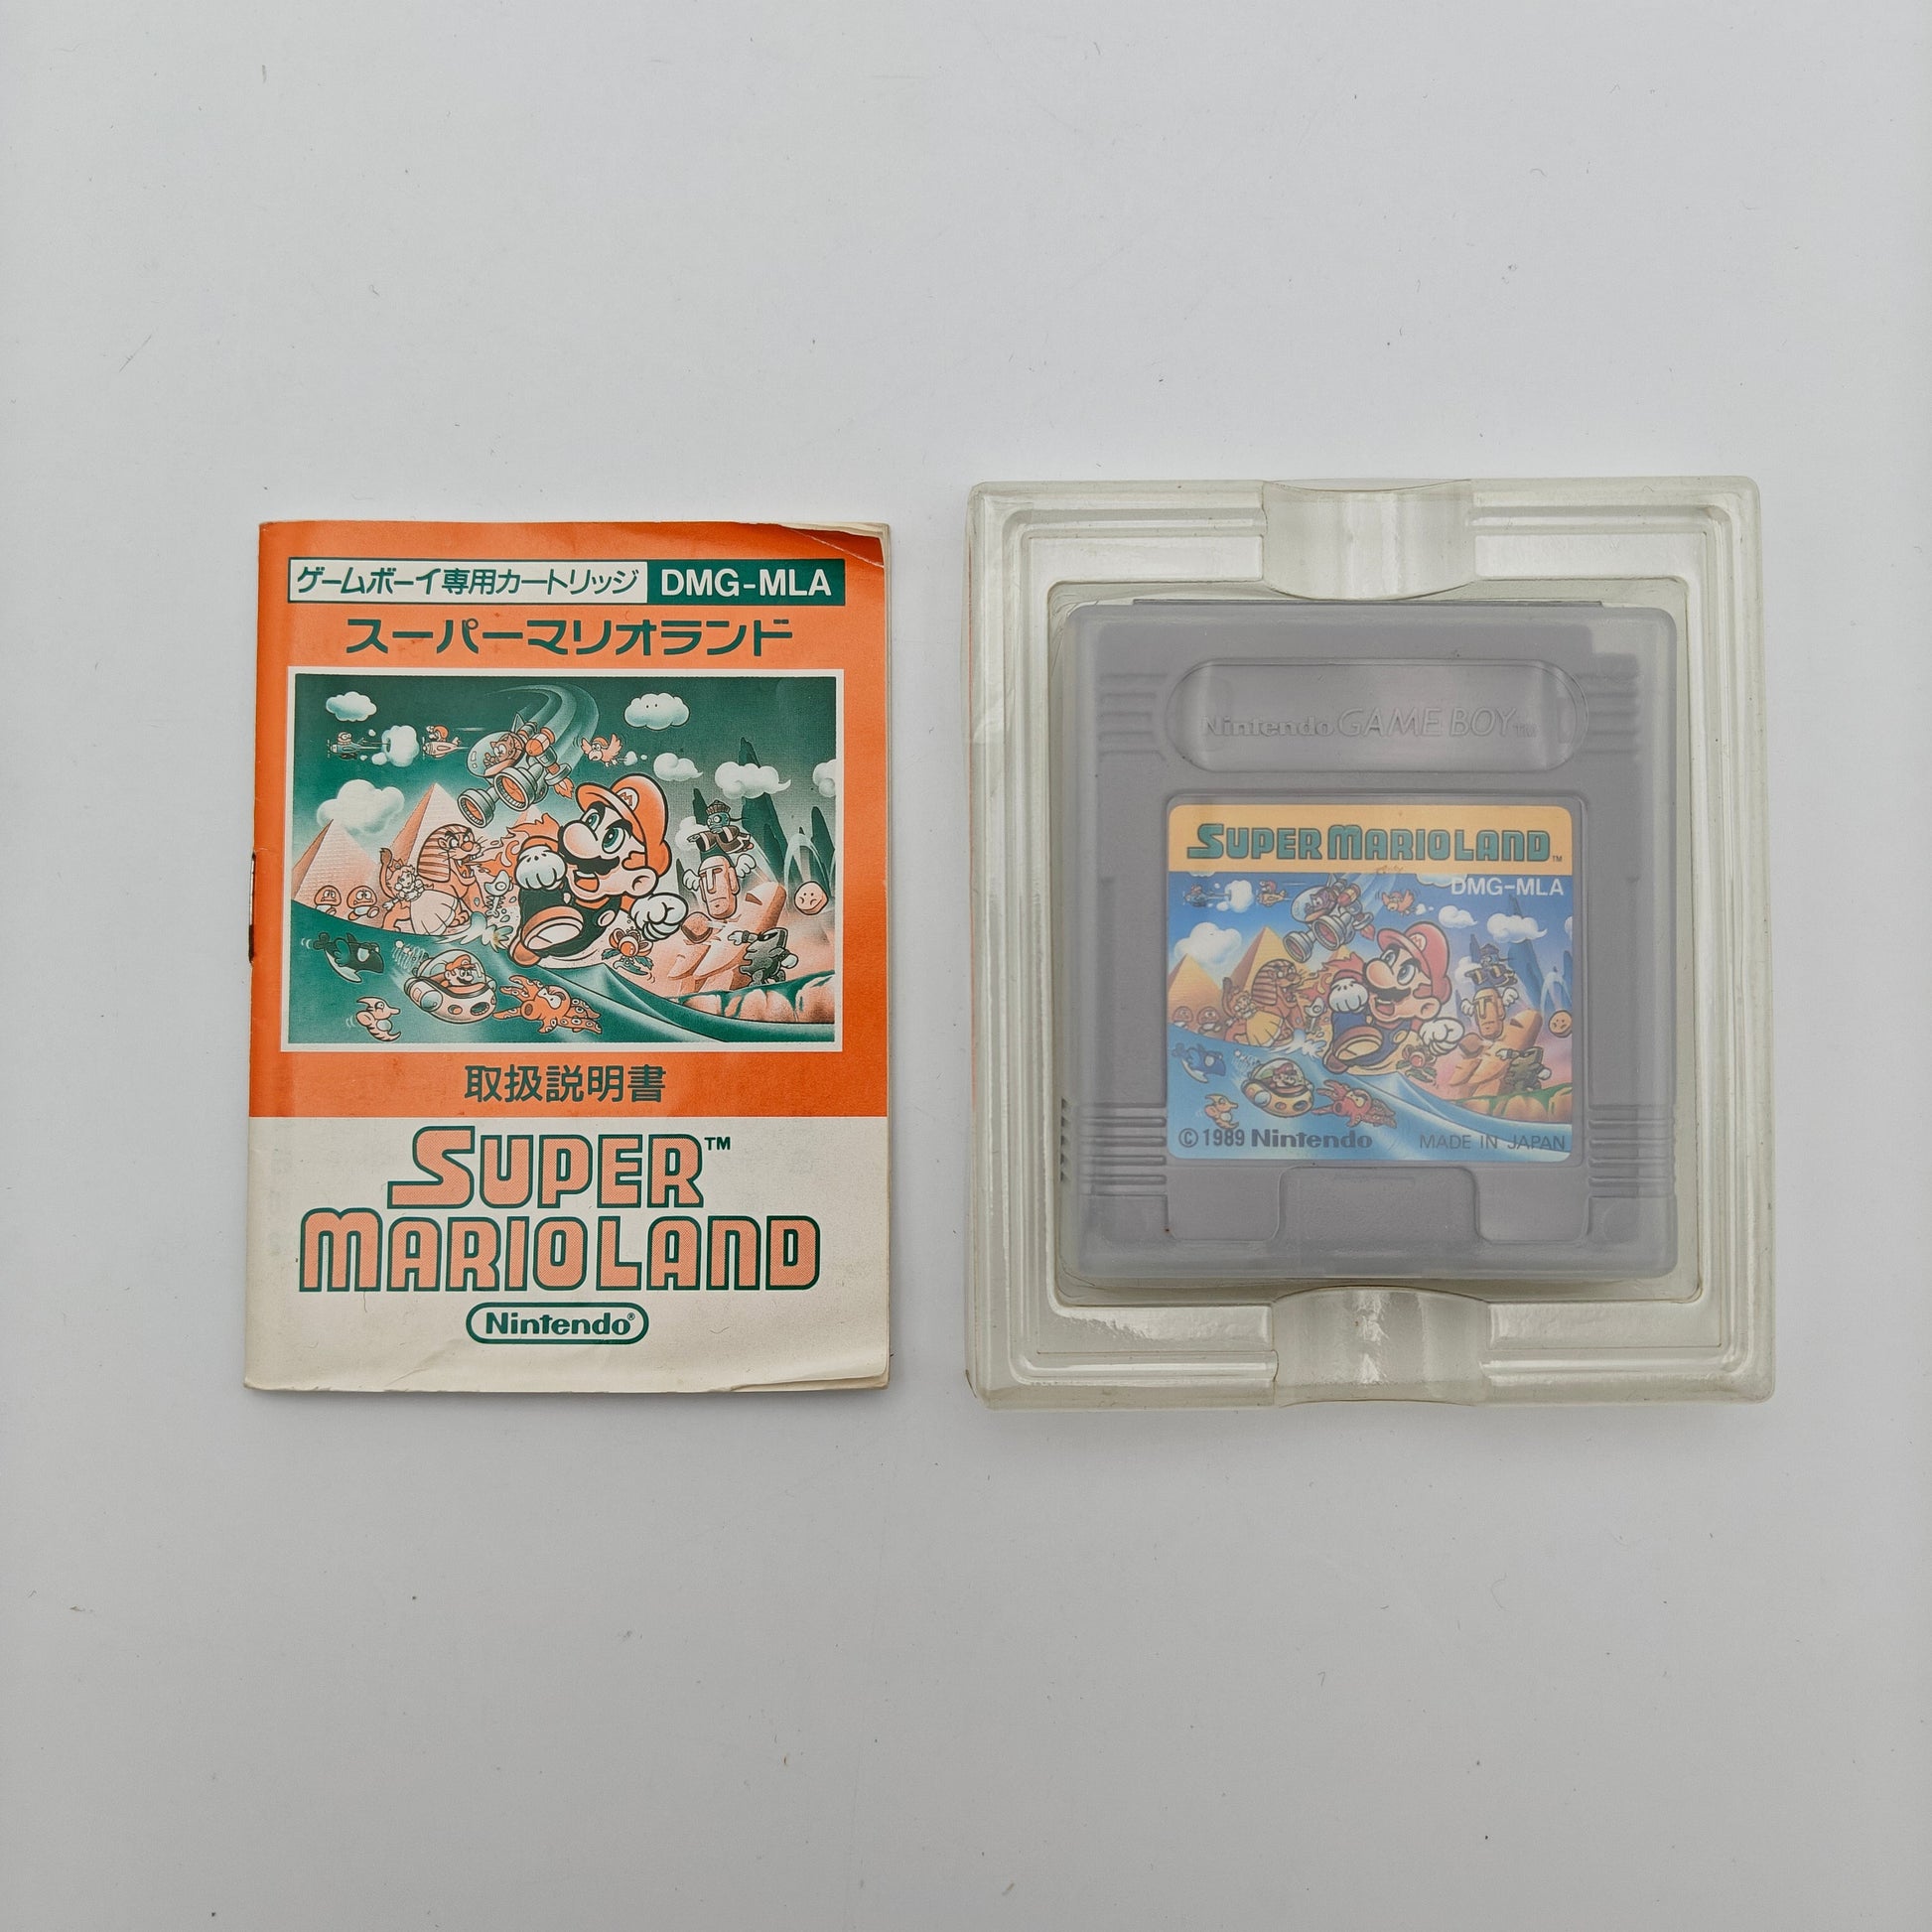 ゲームボーイ専用カートリッジ DMG-MLA
スーパーマリオランド
取扱説明書
SUPER™
MARIOLAND
Nintendo®
Nintendo GAME BOY™
SUPER MARIOLAND™
DMG-MLA
©1989 Nintendo MADE IN JAPAN